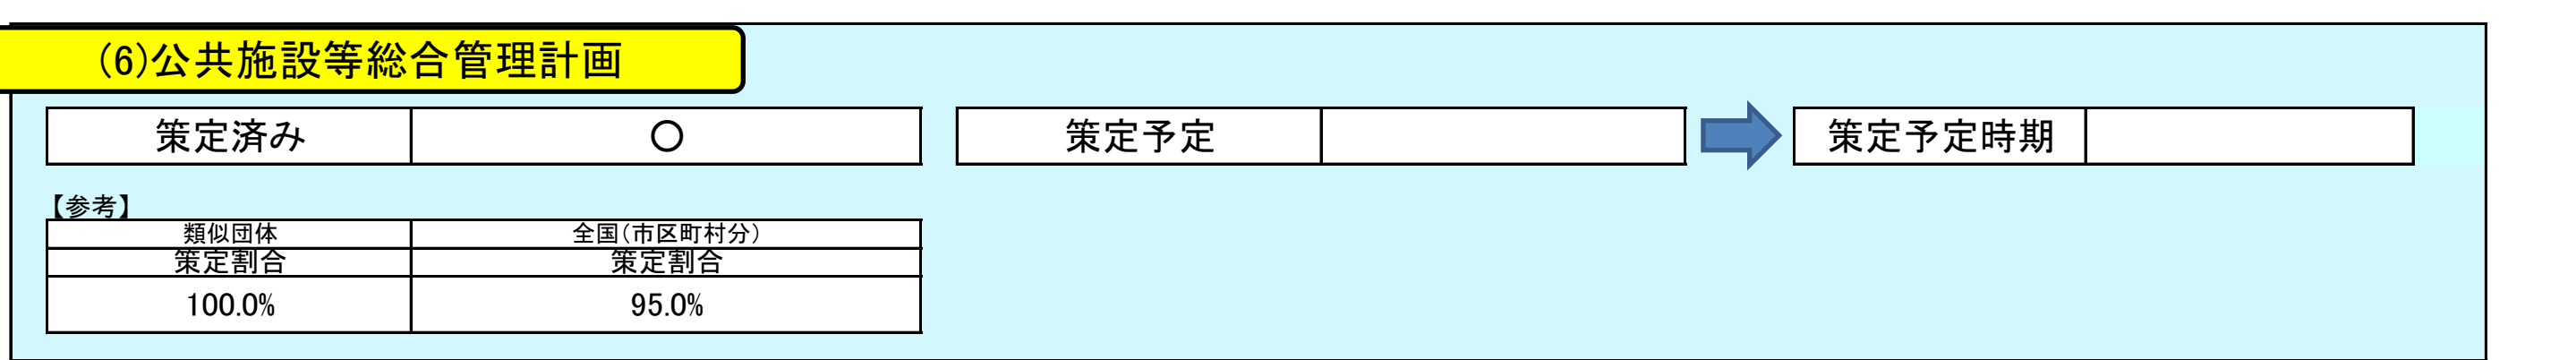 (6)公共施設等総合管理計画
策定済み ○ 策定予定 策定予定時期
【参考】
類似団体 全国(市区町村分)
策定割合 策定割合
100.0% 95.0%